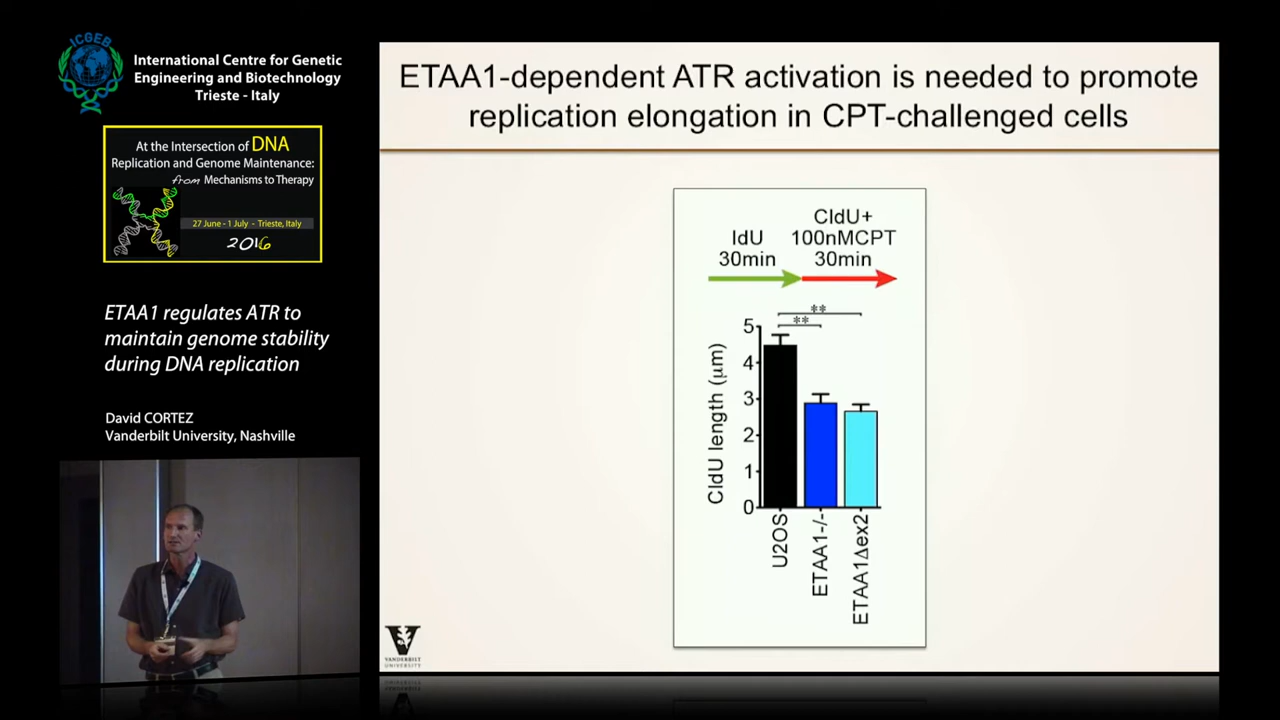 ICGEB
International Centre for Genetic
Engineering and Biotechnology
Trieste - Italy
At the Intersection of DNA
Replication and Genome Maintenance:
from Mechanisms to Therapy
27 June - 1 July - Trieste, Italy
2016
ETAA1 regulates ATR to
maintain genome stability
during DNA replication
David CORTEZ
Vanderbilt University, Nashville
ETAA1-dependent ATR activation is needed to promote
replication elongation in CPT-challenged cells
CldU+
IdU 100nMCPT
30min 30min
**
**
CldU length (μm)
5
4
3
2
1
0
U2OS
ETAA1-/-
ETAA1Δex2
VANDERBILT
UNIVERSITY